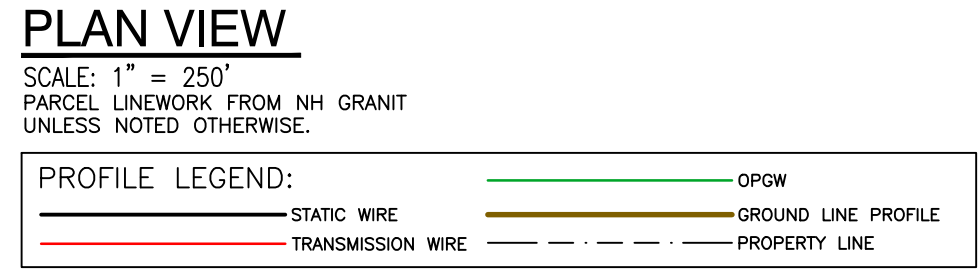 PLAN VIEW
SCALE: 1" = 250'
PARCEL LINEWORK FROM NH GRANIT
UNLESS NOTED OTHERWISE.
PROFILE LEGEND:
STATIC WIRE
TRANSMISSION WIRE
OPGW
GROUND LINE PROFILE
PROPERTY LINE